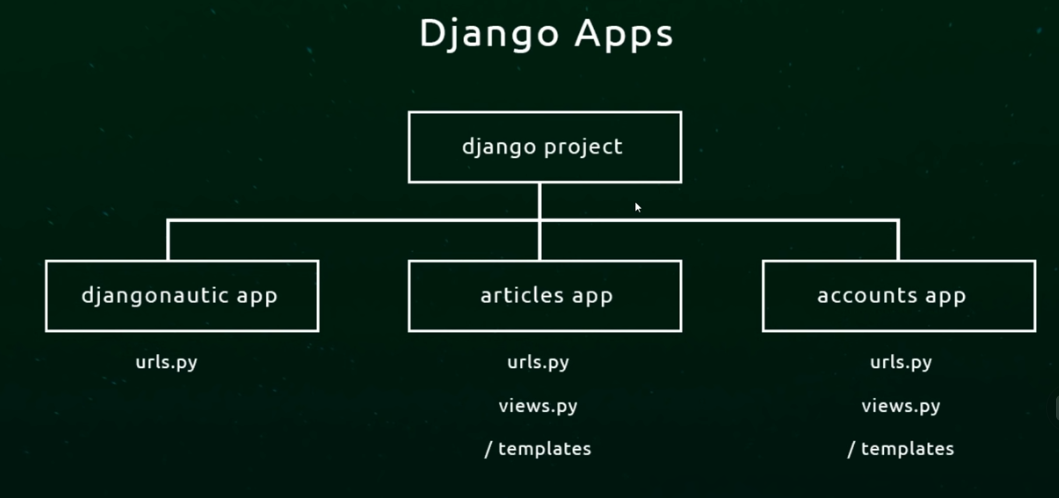 Django Apps
django project
djangonautic app
articles app
accounts app
urls.py
urls.py
urls.py
views.py
views.py
/ templates
/ templates